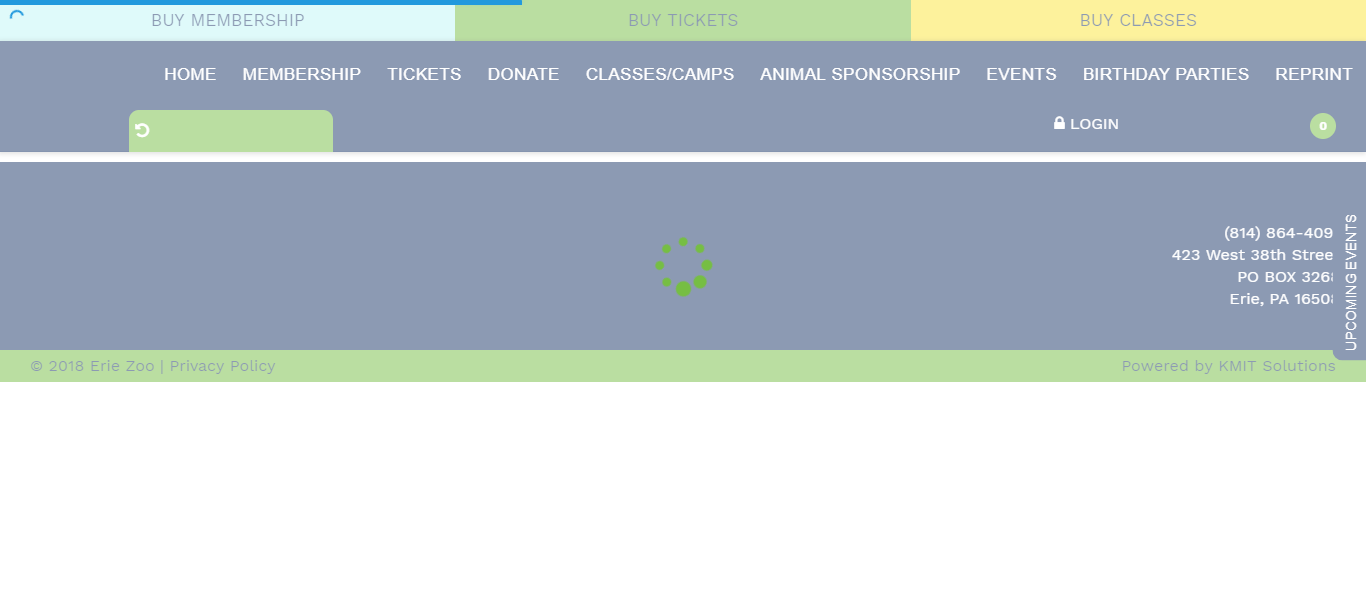 BUY MEMBERSHIP BUY TICKETS BUY CLASSES
HOME MEMBERSHIP TICKETS DONATE CLASSES/CAMPS ANIMAL SPONSORSHIP EVENTS BIRTHDAY PARTIES REPRINT
LOGIN 0
(814) 864-409
423 West 38th Stree
PO BOX 3268
Erie, PA 16508
UPCOMING EVENTS
© 2018 Erie Zoo | Privacy Policy Powered by KMIT Solutions